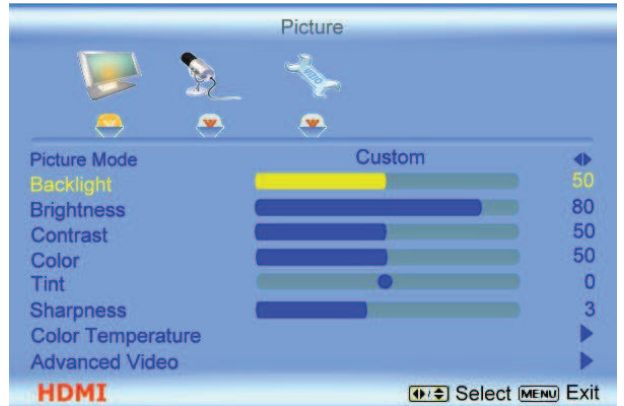 Picture
VIZIO
Picture Mode Custom
Backlight 50
Brightness 80
Contrast 50
Color 50
Tint 0
Sharpness 3
Color Temperature
Advanced Video
HDMI Select MENU Exit